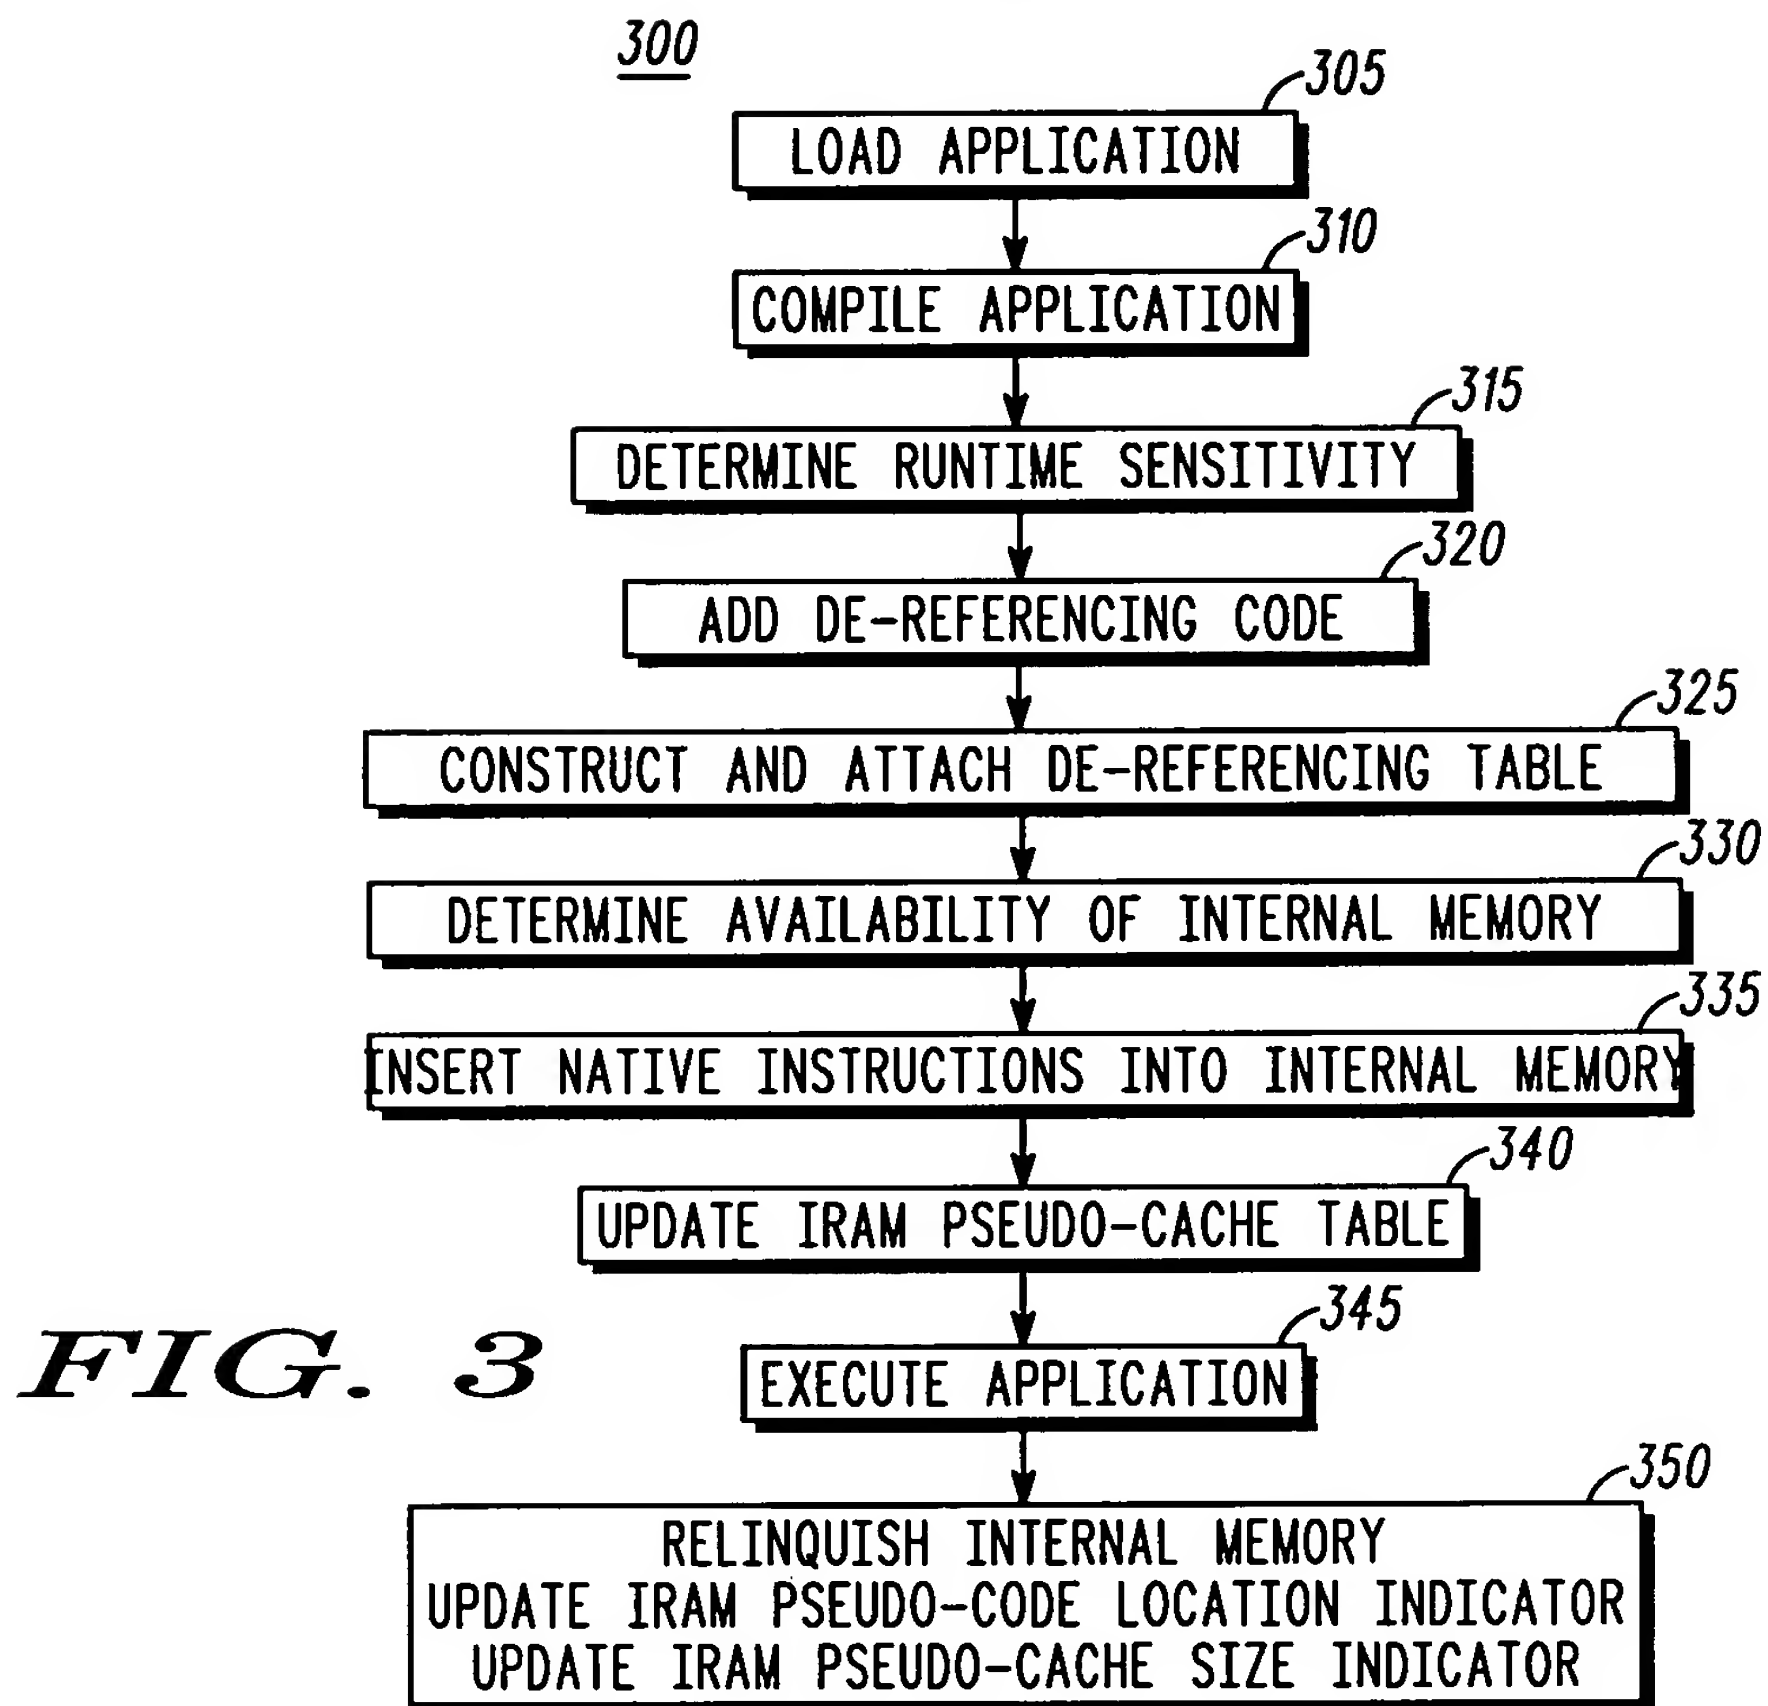 300
305
LOAD APPLICATION
310
COMPILE APPLICATION
315
DETERMINE RUNTIME SENSITIVITY
320
ADD DE-REFERENCING CODE
325
CONSTRUCT AND ATTACH DE-REFERENCING TABLE
330
DETERMINE AVAILABILITY OF INTERNAL MEMORY
335
INSERT NATIVE INSTRUCTIONS INTO INTERNAL MEMORY
340
UPDATE IRAM PSEUDO-CACHE TABLE
345
EXECUTE APPLICATION
FIG. 3
350
RELINQUISH INTERNAL MEMORY
UPDATE IRAM PSEUDO-CODE LOCATION INDICATOR
UPDATE IRAM PSEUDO-CACHE SIZE INDICATOR